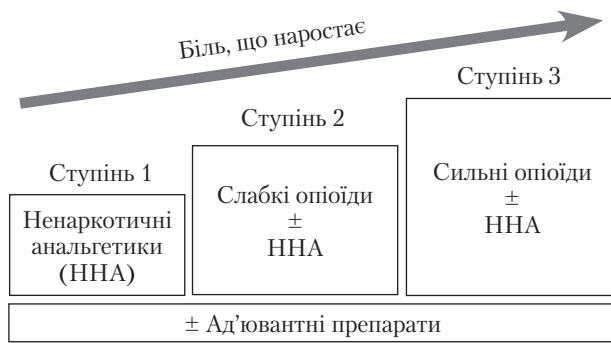 Біль, що наростає
Ступінь 3
Ступінь 2
Ступінь 1
Ненаркотичні
анальгетики
(ННА)
Слабкі опіоїди
±
ННА
Сильні опіоїди
±
ННА
± Ад’ювантні препарати